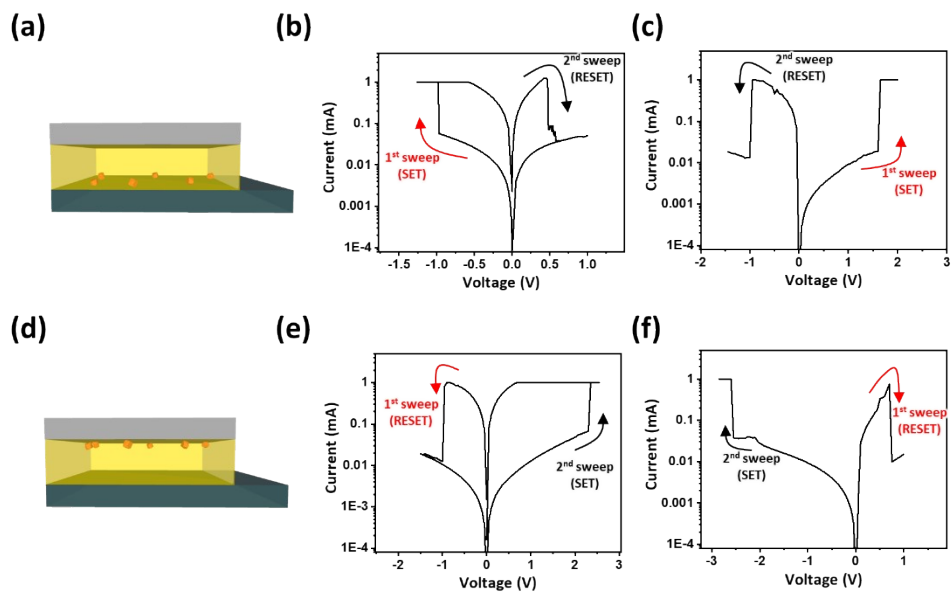 (a)
(b)
(c)
Current (mA)
1
0.1
0.01
0.001
1E-4
-1.5
-1.0
-0.5
0.0
0.5
1.0
Voltage (V)
1st sweep
(SET)
2nd sweep
(RESET)
Current (mA)
1
0.1
0.01
0.001
1E-4
-2
-1
0
1
2
3
Voltage (V)
2nd sweep
(RESET)
1st sweep
(SET)
(d)
(e)
(f)
Current (mA)
1
0.1
0.01
1E-3
1E-4
-2
-1
0
1
2
3
Voltage (V)
1st sweep
(RESET)
2nd sweep
(SET)
Current (mA)
1
0.1
0.01
0.001
1E-4
-3
-2
-1
0
1
Voltage (V)
1st sweep
(RESET)
2nd sweep
(SET)